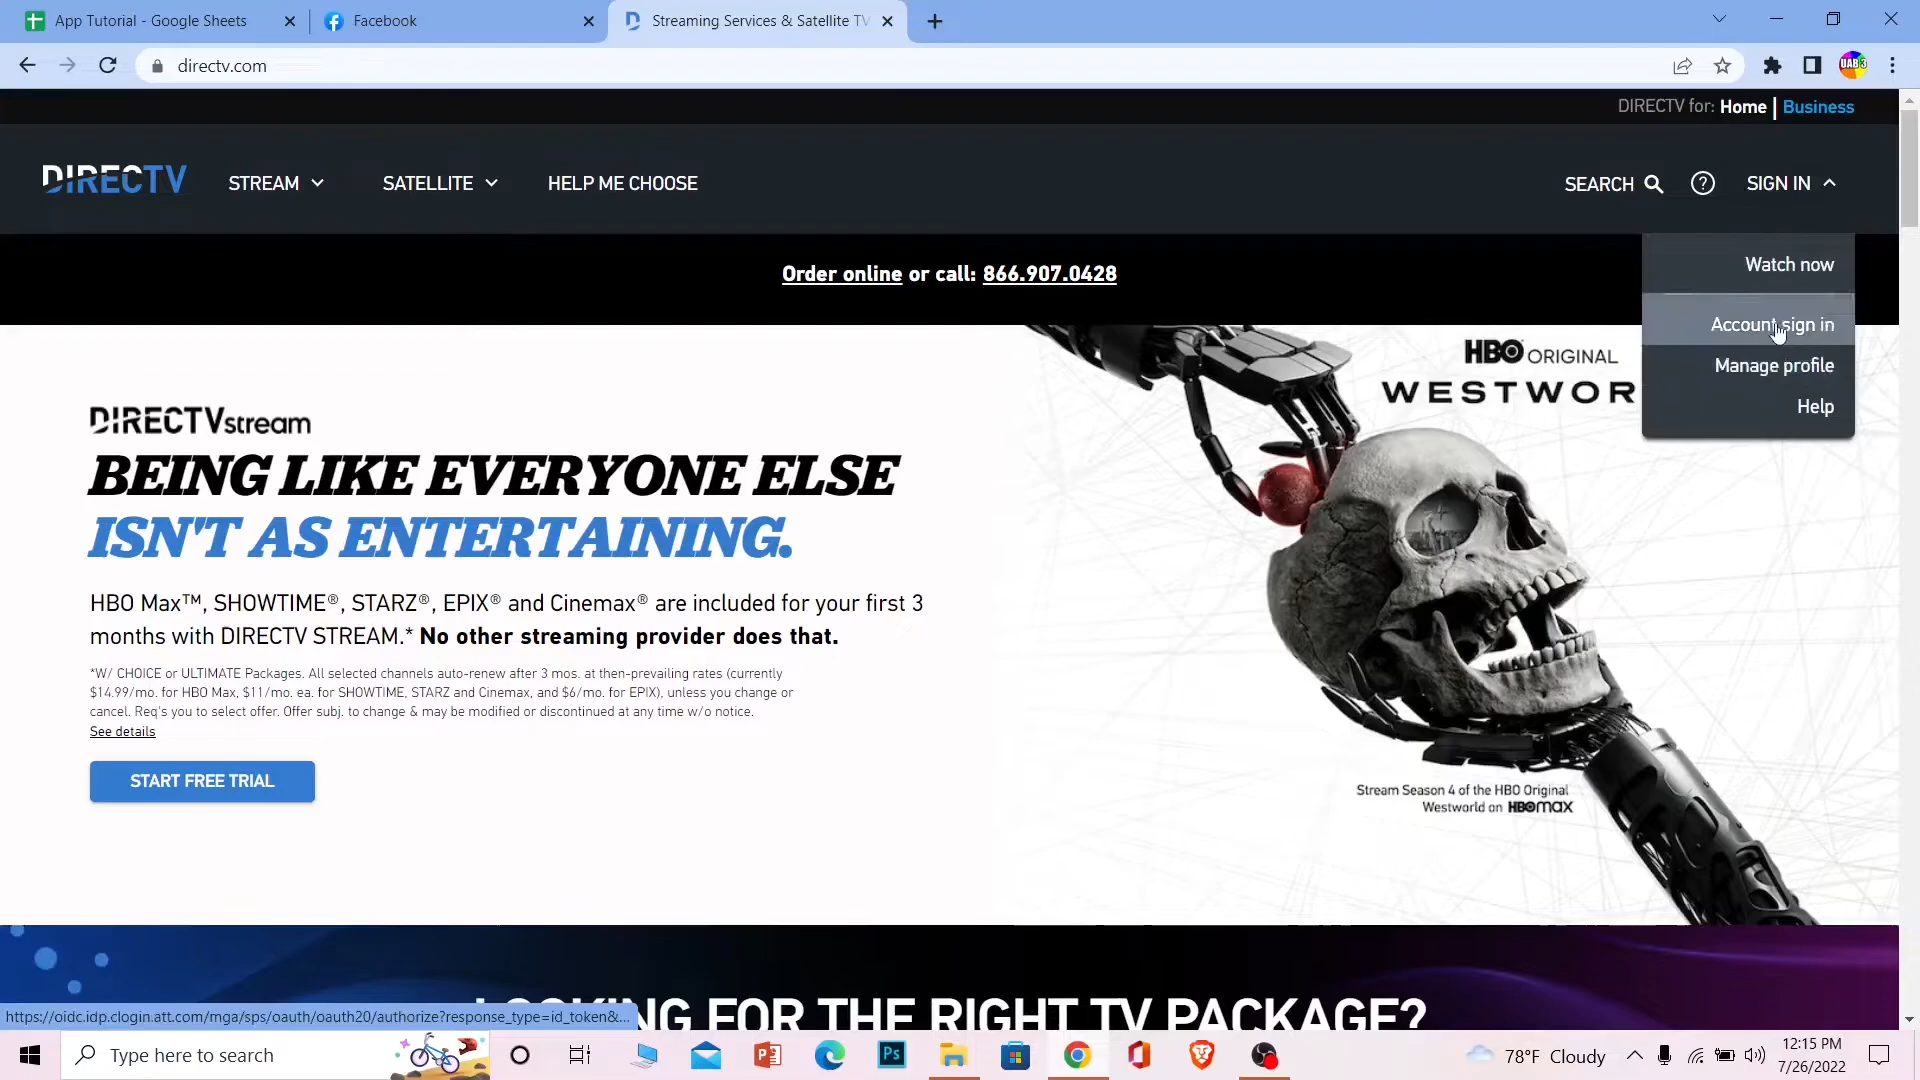 App Tutorial - Google Sheets
Facebook
Streaming Services & Satellite TV
directv.com
UAB 3
DIRECTV for: Home | Business
DIRECTV
STREAM
SATELLITE
HELP ME CHOOSE
SEARCH
?
SIGN IN
Watch now
Account sign in
Manage profile
Help
Order online or call: 866.907.0428
HBO ORIGINAL
WESTWOR
DIRECTV stream
BEING LIKE EVERYONE ELSE
ISN'T AS ENTERTAINING.
HBO Max™, SHOWTIME®, STARZ®, EPIX® and Cinemax® are included for your first 3
months with DIRECTV STREAM.* No other streaming provider does that.
*W/ CHOICE or ULTIMATE Packages. All selected channels auto-renew after 3 mos. at then-prevailing rates (currently
$14.99/mo. for HBO Max, $11/mo. ea. for SHOWTIME, STARZ and Cinemax, and $6/mo. for EPIX), unless you change or
cancel. Req's you to select offer. Offer subj. to change & may be modified or discontinued at any time w/o notice.
See details
START FREE TRIAL
Stream Season 4 of the HBO Original
Westworld on HBOMAX
LOOKING FOR THE RIGHT TV PACKAGE?
https://oidc.idp.clogin.att.com/mga/sps/oauth/oauth20/authorize?response_type=id_token&...
Type here to search
Ps
78°F Cloudy
12:15 PM
7/26/2022